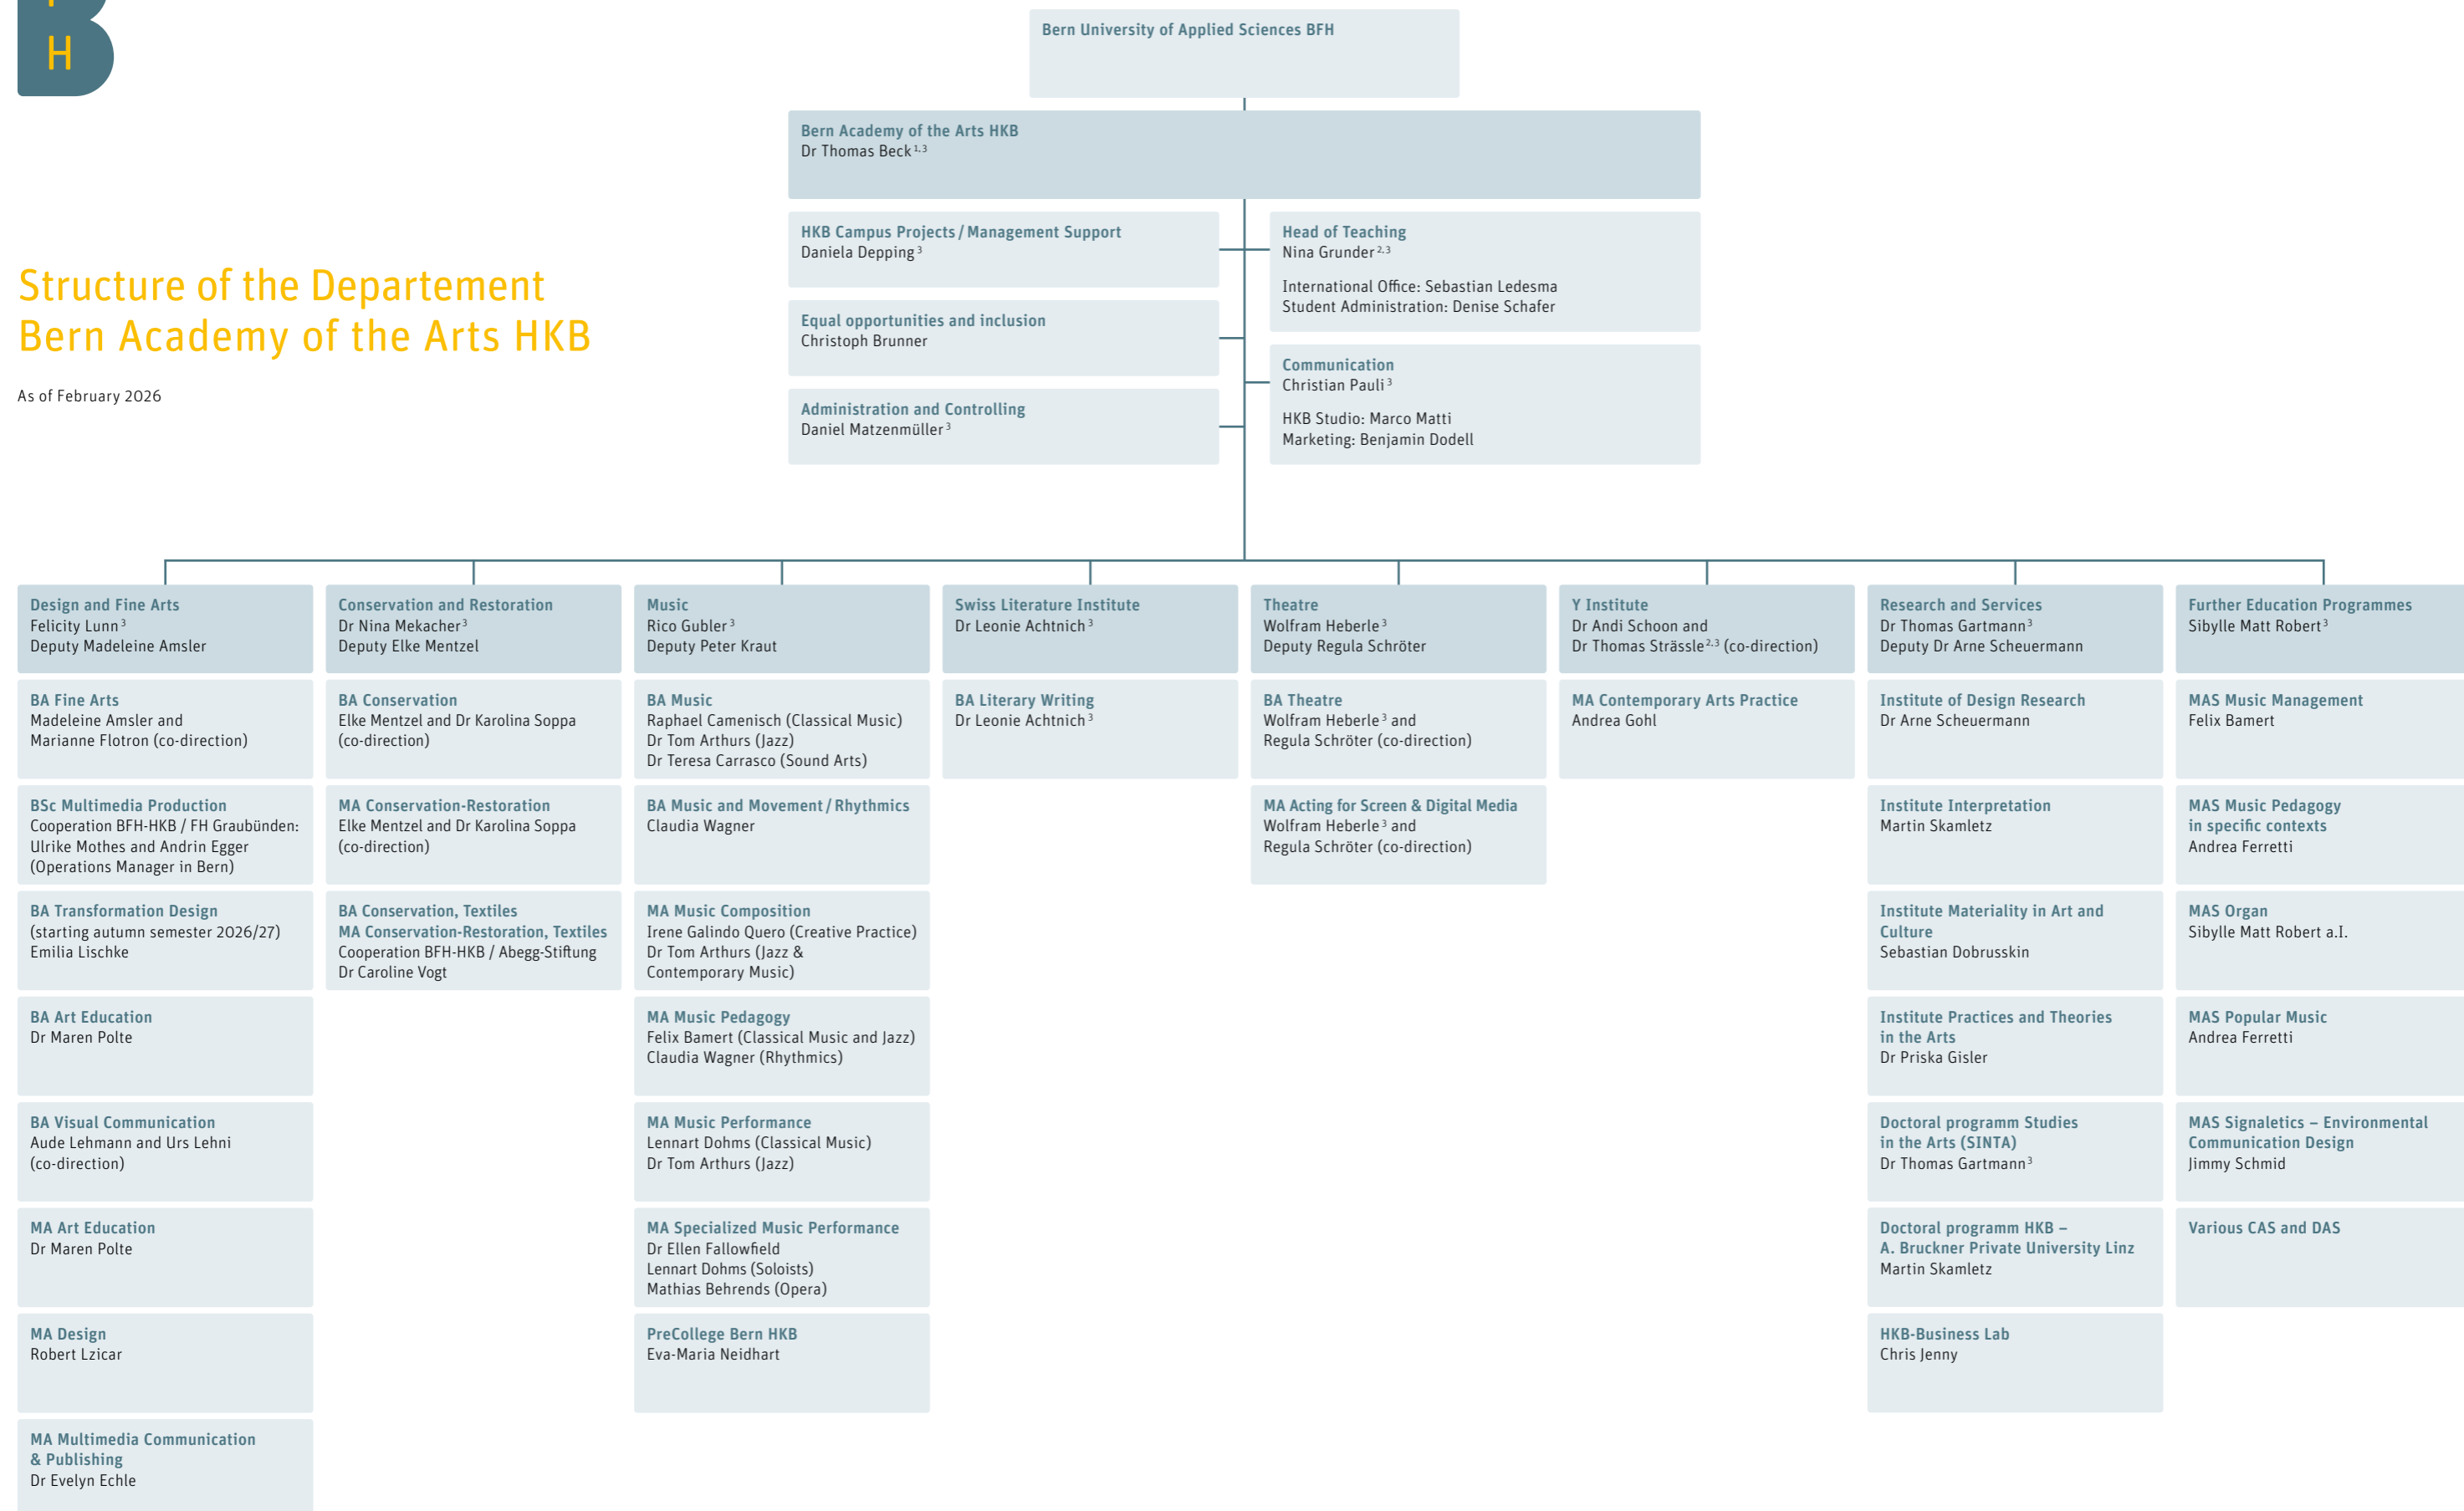 H
Structure of the Departement
Bern Academy of the Arts HKB
As of February 2026
Bern University of Applied Sciences BFH
Bern Academy of the Arts HKB
Dr Thomas Beck 1,3
HKB Campus Projects / Management Support
Daniela Depping 3
Equal opportunities and inclusion
Christoph Brunner
Administration and Controlling
Daniel Matzenmüller 3
Head of Teaching
Nina Grunder 2,3
International Office: Sebastian Ledesma
Student Administration: Denise Schafer
Communication
Christian Pauli 3
HKB Studio: Marco Matti
Marketing: Benjamin Dodell
Design and Fine Arts
Felicity Lunn 3
Deputy Madeleine Amsler
BA Fine Arts
Madeleine Amsler and
Marianne Flotron (co-direction)
BSc Multimedia Production
Cooperation BFH-HKB / FH Graubünden:
Ulrike Mothes and Andrin Egger
(Operations Manager in Bern)
BA Transformation Design
(starting autumn semester 2026/27)
Emilia Lischke
BA Art Education
Dr Maren Polte
BA Visual Communication
Aude Lehmann and Urs Lehni
(co-direction)
MA Art Education
Dr Maren Polte
MA Design
Robert Lzicar
MA Multimedia Communication
& Publishing
Dr Evelyn Echle
Conservation and Restoration
Dr Nina Mekacher 3
Deputy Elke Mentzel
BA Conservation
Elke Mentzel and Dr Karolina Soppa
(co-direction)
MA Conservation-Restoration
Elke Mentzel and Dr Karolina Soppa
(co-direction)
BA Conservation, Textiles
MA Conservation-Restoration, Textiles
Cooperation BFH-HKB / Abegg-Stiftung
Dr Caroline Vogt
Music
Rico Gubler 3
Deputy Peter Kraut
BA Music
Raphael Camenisch (Classical Music)
Dr Tom Arthurs (Jazz)
Dr Teresa Carrasco (Sound Arts)
BA Music and Movement / Rhythmics
Claudia Wagner
MA Music Composition
Irene Galindo Quero (Creative Practice)
Dr Tom Arthurs (Jazz &
Contemporary Music)
MA Music Pedagogy
Felix Bamert (Classical Music and Jazz)
Claudia Wagner (Rhythmics)
MA Music Performance
Lennart Dohms (Classical Music)
Dr Tom Arthurs (Jazz)
MA Specialized Music Performance
Dr Ellen Fallowfield
Lennart Dohms (Soloists)
Mathias Behrends (Opera)
PreCollege Bern HKB
Eva-Maria Neidhart
Swiss Literature Institute
Dr Leonie Achtnich 3
BA Literary Writing
Dr Leonie Achtnich 3
Theatre
Wolfram Heberle 3
Deputy Regula Schröter
BA Theatre
Wolfram Heberle 3 and
Regula Schröter (co-direction)
MA Acting for Screen & Digital Media
Wolfram Heberle 3 and
Regula Schröter (co-direction)
Y Institute
Dr Andi Schoon and
Dr Thomas Strässle 2,3 (co-direction)
MA Contemporary Arts Practice
Andrea Gohl
Research and Services
Dr Thomas Gartmann 3
Deputy Dr Arne Scheuermann
Institute of Design Research
Dr Arne Scheuermann
Institute Interpretation
Martin Skamletz
Institute Materiality in Art and
Culture
Sebastian Dobrusskin
Institute Practices and Theories
in the Arts
Dr Priska Gisler
Doctoral programm Studies
in the Arts (SINTA)
Dr Thomas Gartmann 3
Doctoral programm HKB –
A. Bruckner Private University Linz
Martin Skamletz
HKB-Business Lab
Chris Jenny
Further Education Programmes
Sibylle Matt Robert 3
MAS Music Management
Felix Bamert
MAS Music Pedagogy
in specific contexts
Andrea Ferretti
MAS Organ
Sibylle Matt Robert a.I.
MAS Popular Music
Andrea Ferretti
MAS Signaletics – Environmental
Communication Design
Jimmy Schmid
Various CAS and DAS